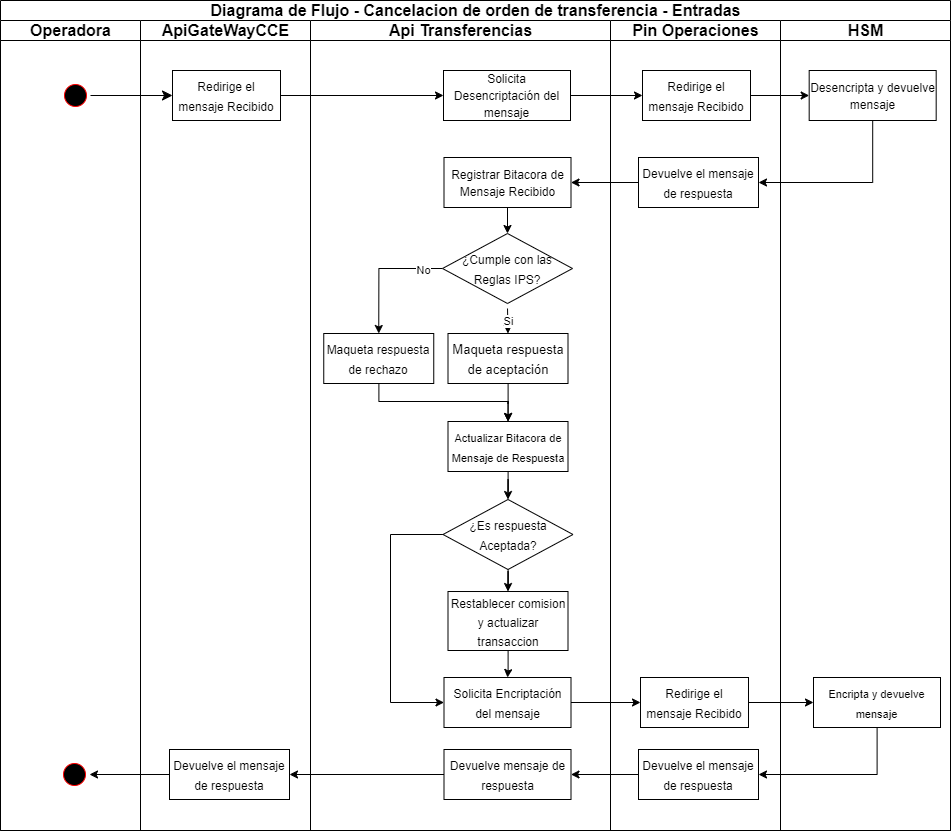 Diagrama de Flujo - Cancelacion de orden de transferencia - Entradas
Operadora
ApiGateWayCCE
Api Transferencias
Pin Operaciones
HSM
Redirige el
mensaje Recibido
Solicita
Desencriptación del
mensaje
Redirige el
mensaje Recibido
Desencripta y devuelve
mensaje
Registrar Bitacora de
Mensaje Recibido
Devuelve el mensaje
de respuesta
¿Cumple con las
Reglas IPS?
No
Si
Maqueta respuesta
de rechazo
Maqueta respuesta
de aceptación
Actualizar Bitacora de
Mensaje de Respuesta
¿Es respuesta
Aceptada?
Restablecer comision
y actualizar
transaccion
Solicita Encriptación
del mensaje
Redirige el
mensaje Recibido
Encripta y devuelve
mensaje
Devuelve el mensaje
de respuesta
Devuelve mensaje de
respuesta
Devuelve el mensaje
de respuesta